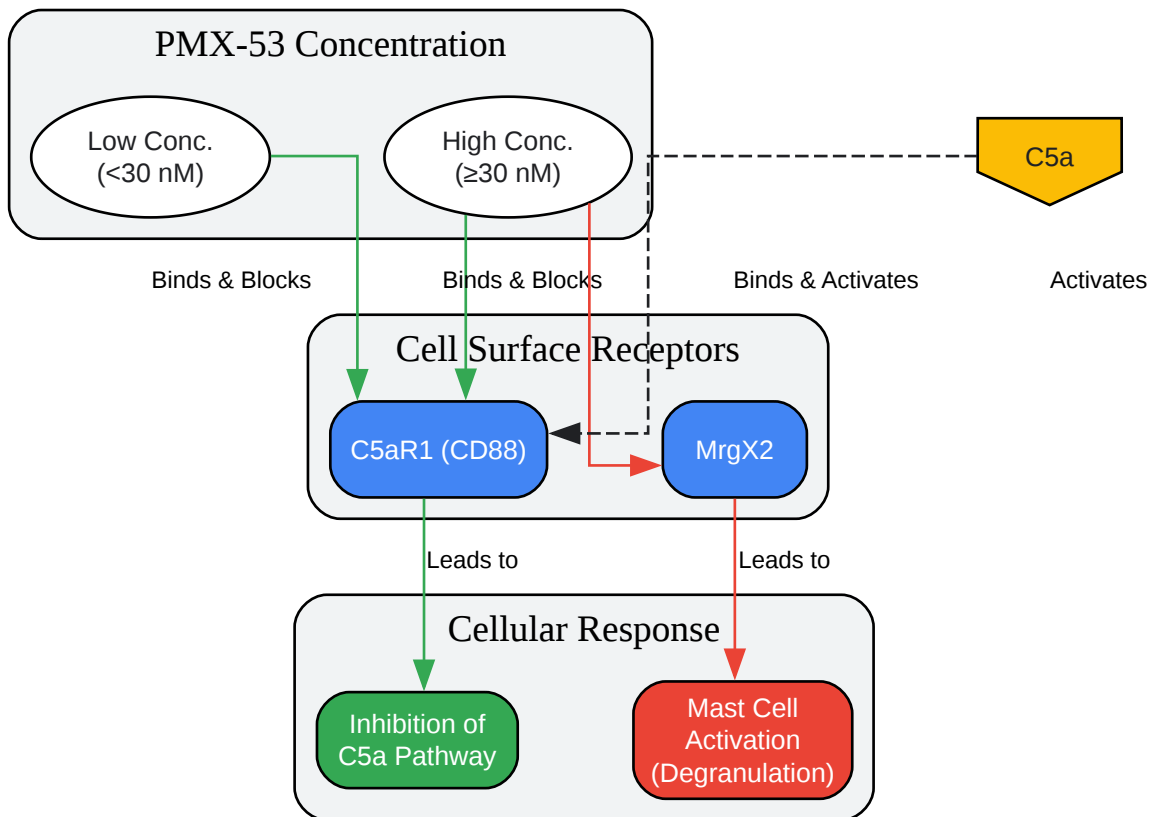 PMX-53 Concentration
Low Conc.
(<30 nM)
High Conc.
(≥30 nM)
C5a
Binds & Blocks
Binds & Blocks
Binds & Activates
Activates
Cell Surface Receptors
C5aR1 (CD88)
MrgX2
Leads to
Leads to
Cellular Response
Inhibition of
C5a Pathway
Mast Cell
Activation
(Degranulation)